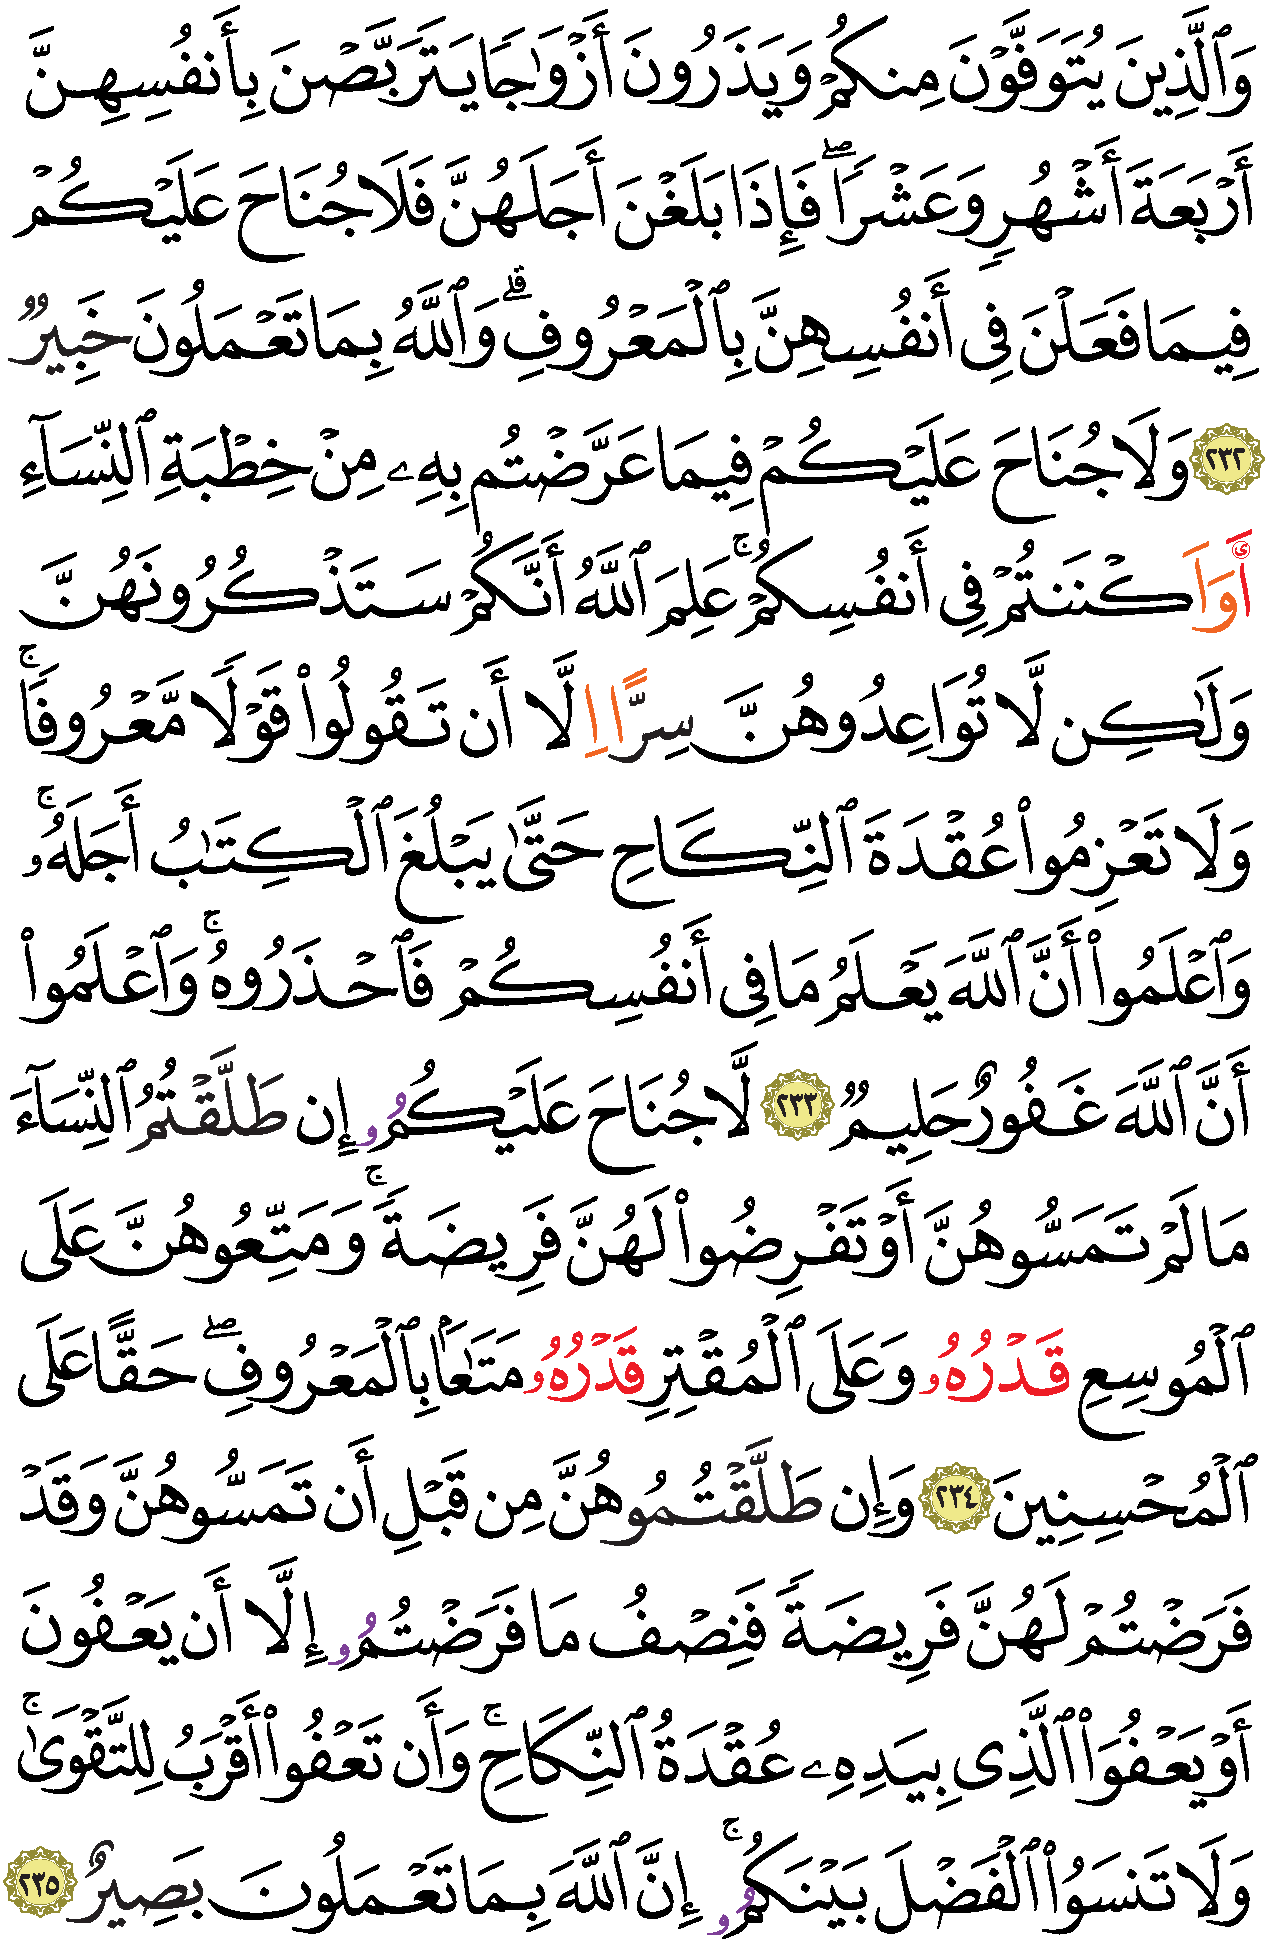 وَٱلَّذِينَ يُتَوَفَّوْنَ مِنكُمْ وَيَذَرُونَ أَزْوَٰجًا يَتَرَبَّصْنَ بِأَنفُسِهِنَّ
أَرْبَعَةَ أَشْهُرٍ وَعَشْرًا ۖ فَإِذَا بَلَغْنَ أَجَلَهُنَّ فَلَا جُنَاحَ عَلَيْكُمْ
فِيمَا فَعَلْنَ فِى أَنفُسِهِنَّ بِٱلْمَعْرُوفِ ۗ وَٱللَّهُ بِمَا تَعْمَلُونَ خَبِيرٌ
٢٣٢ وَلَا جُنَاحَ عَلَيْكُمْ فِيمَا عَرَّضْتُم بِهِۦ مِنْ خِطْبَةِ ٱلنِّسَآءِ
أَوَ اَكْنَنتُمْ فِى أَنفُسِكُمْ ۚ عَلِمَ ٱللَّهُ أَنَّكُمْ سَتَذْكُرُونَهُنَّ
وَلَٰكِن لَّا تُوَاعِدُوهُنَّ سِرًّا اِلَّا أَن تَقُولُوا۟ قَوْلًا مَّعْرُوفًا ۚ
وَلَا تَعْزِمُوا۟ عُقْدَةَ ٱلنِّكَاحِ حَتَّىٰ يَبْلُغَ ٱلْكِتَٰبُ أَجَلَهُۥ ۚ
وَٱعْلَمُوا۟ أَنَّ ٱللَّهَ يَعْلَمُ مَا فِى أَنفُسِكُمْ فَٱحْذَرُوهُ ۚ وَٱعْلَمُوا۟
أَنَّ ٱللَّهَ غَفُورٌ حَلِيمٌ ٢٣٣ لَّا جُنَاحَ عَلَيْكُمُۥ إِن طَلَّقْتُمُ ٱلنِّسَآءَ
مَا لَمْ تَمَسُّوهُنَّ أَوْ تَفْرِضُوا۟ لَهُنَّ فَرِيضَةً ۚ وَمَتِّعُوهُنَّ عَلَى
ٱلْمُوسِعِ قَدْرُهُۥ وَعَلَى ٱلْمُقْتِرِ قَدْرُهُۥ مَتَٰعًۢا بِٱلْمَعْرُوفِ ۖ حَقًّا عَلَى
ٱلْمُحْسِنِينَ ٢٣٤ وَإِن طَلَّقْتُمُوهُنَّ مِن قَبْلِ أَن تَمَسُّوهُنَّ وَقَدْ
فَرَضْتُمْ لَهُنَّ فَرِيضَةً فَنِصْفُ مَا فَرَضْتُمُۥ إِلَّا أَن يَعْفُونَ
أَوْ يَعْفُوَا۟ ٱلَّذِى بِيَدِهِۦ عُقْدَةُ ٱلنِّكَاحِ ۚ وَأَن تَعْفُوٓا۟ أَقْرَبُ لِلتَّقْوَىٰ ۚ
وَلَا تَنسَوُا۟ ٱلْفَضْلَ بَيْنَكُمُۥ ۚ إِنَّ ٱللَّهَ بِمَا تَعْمَلُونَ بَصِيرٌ ٢٣٥